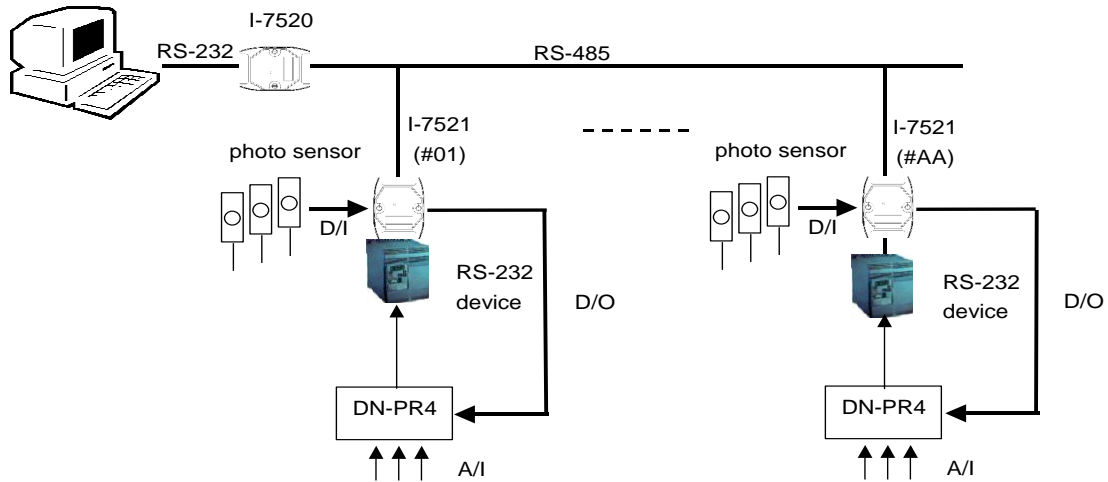 I-7520
RS-232
RS-485
I-7521
(#01)
photo sensor
D/I
RS-232
device
D/O
DN-PR4
A/I
I-7521
(#AA)
photo sensor
D/I
RS-232
device
D/O
DN-PR4
A/I